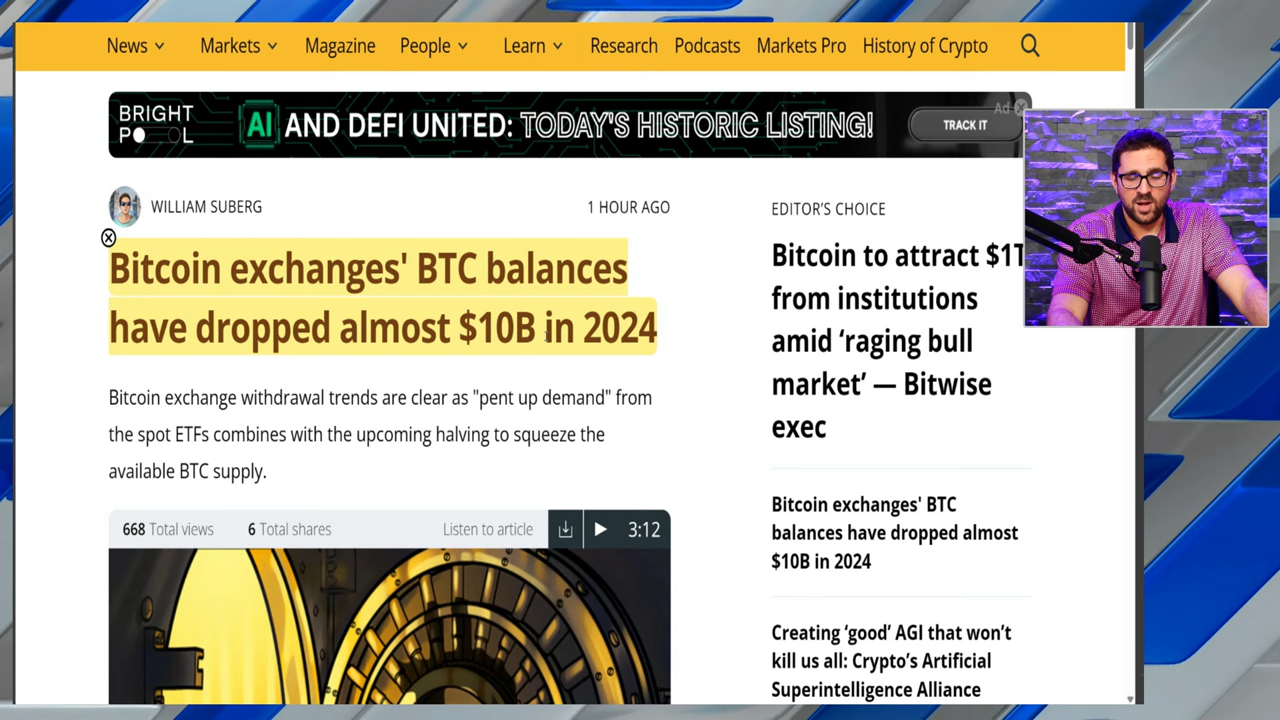 News Markets Magazine People Learn Research Podcasts Markets Pro History of Crypto
BRIGHT
POOL
AI AND DEFI UNITED: TODAY'S HISTORIC LISTING!
Ad
TRACK IT
WILLIAM SUBERG
1 HOUR AGO
Bitcoin exchanges' BTC balances
have dropped almost $10B in 2024
Bitcoin exchange withdrawal trends are clear as "pent up demand" from
the spot ETFs combines with the upcoming halving to squeeze the
available BTC supply.
668 Total views 6 Total shares Listen to article 3:12
EDITOR'S CHOICE
Bitcoin to attract $1T
from institutions
amid ‘raging bull
market’ — Bitwise
exec
Bitcoin exchanges' BTC
balances have dropped almost
$10B in 2024
Creating ‘good’ AGI that won’t
kill us all: Crypto’s Artificial
Superintelligence Alliance